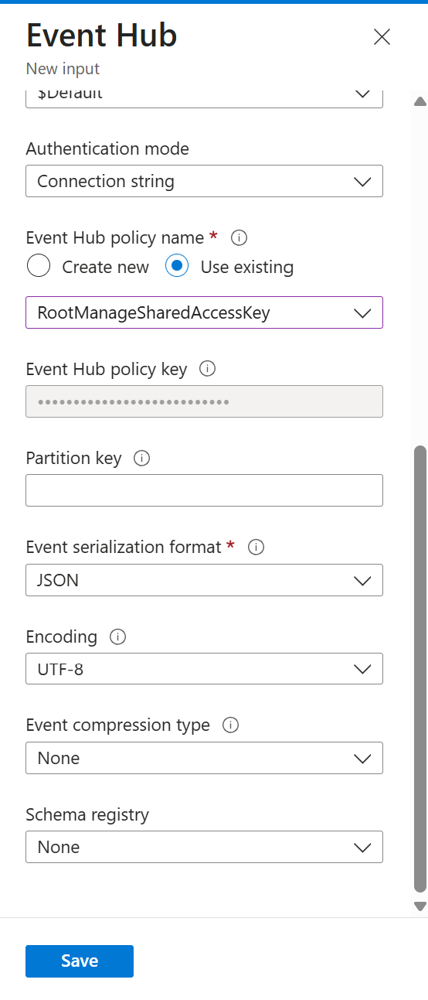 Event Hub
New input
$Default
Authentication mode
Connection string
Event Hub policy name *
Create new Use existing
RootManageSharedAccessKey
Event Hub policy key
••••••••••••••••••••••••••
Partition key
Event serialization format *
JSON
Encoding
UTF-8
Event compression type
None
Schema registry
None
Save